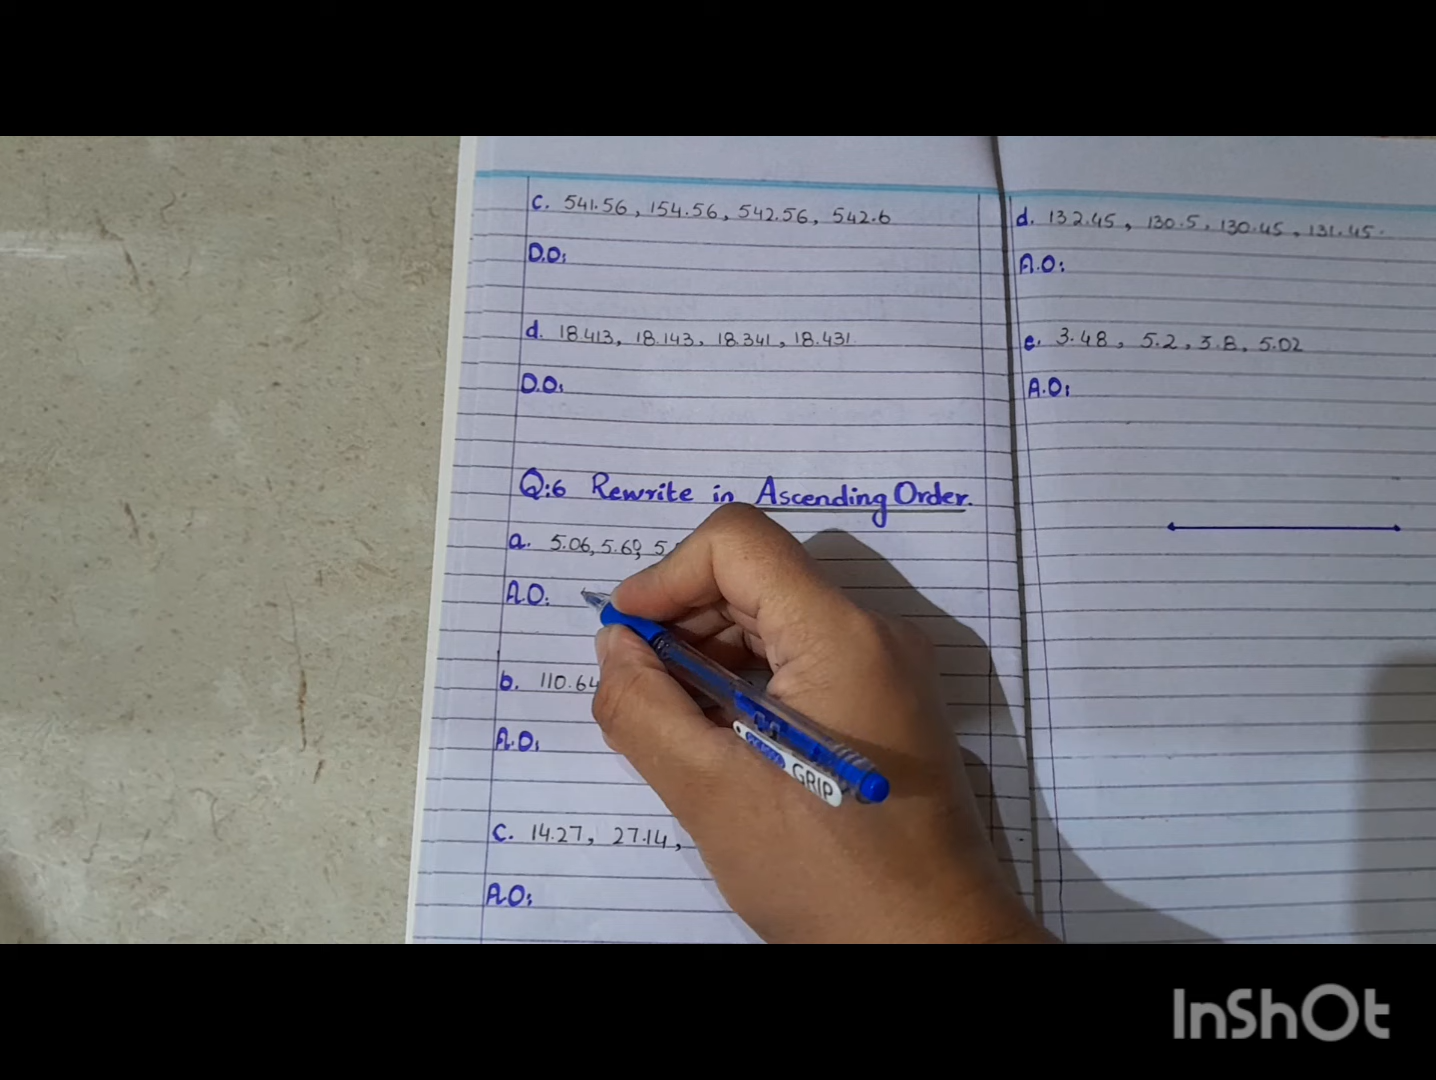 c. 541.56, 154.56, 542.56, 542.6
D.O:
d. 18.413, 18.143, 18.341, 18.431
D.O:
Q:6 Rewrite in Ascending Order.
a. 5.06, 5.60, 5.
A.O:
b. 110.64
A.O:
c. 14.27, 27.14,
A.O:
d. 132.45, 130.5, 130.45, 131.45.
A.O:
e. 3.48, 5.2, 3.8, 5.02
A.O:
GRIP
InShOt